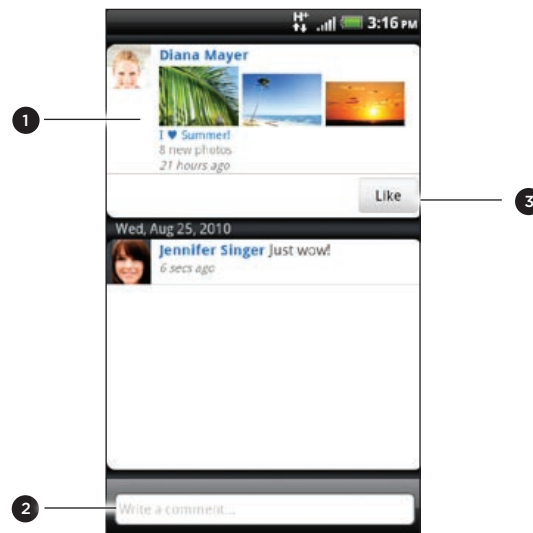 H+ 3:16 PM
Diana Mayer
1
I ♥ Summer!
8 new photos
21 hours ago
Like
3
Wed, Aug 25, 2010
Jennifer Singer Just wow!
6 secs ago
2
Write a comment...